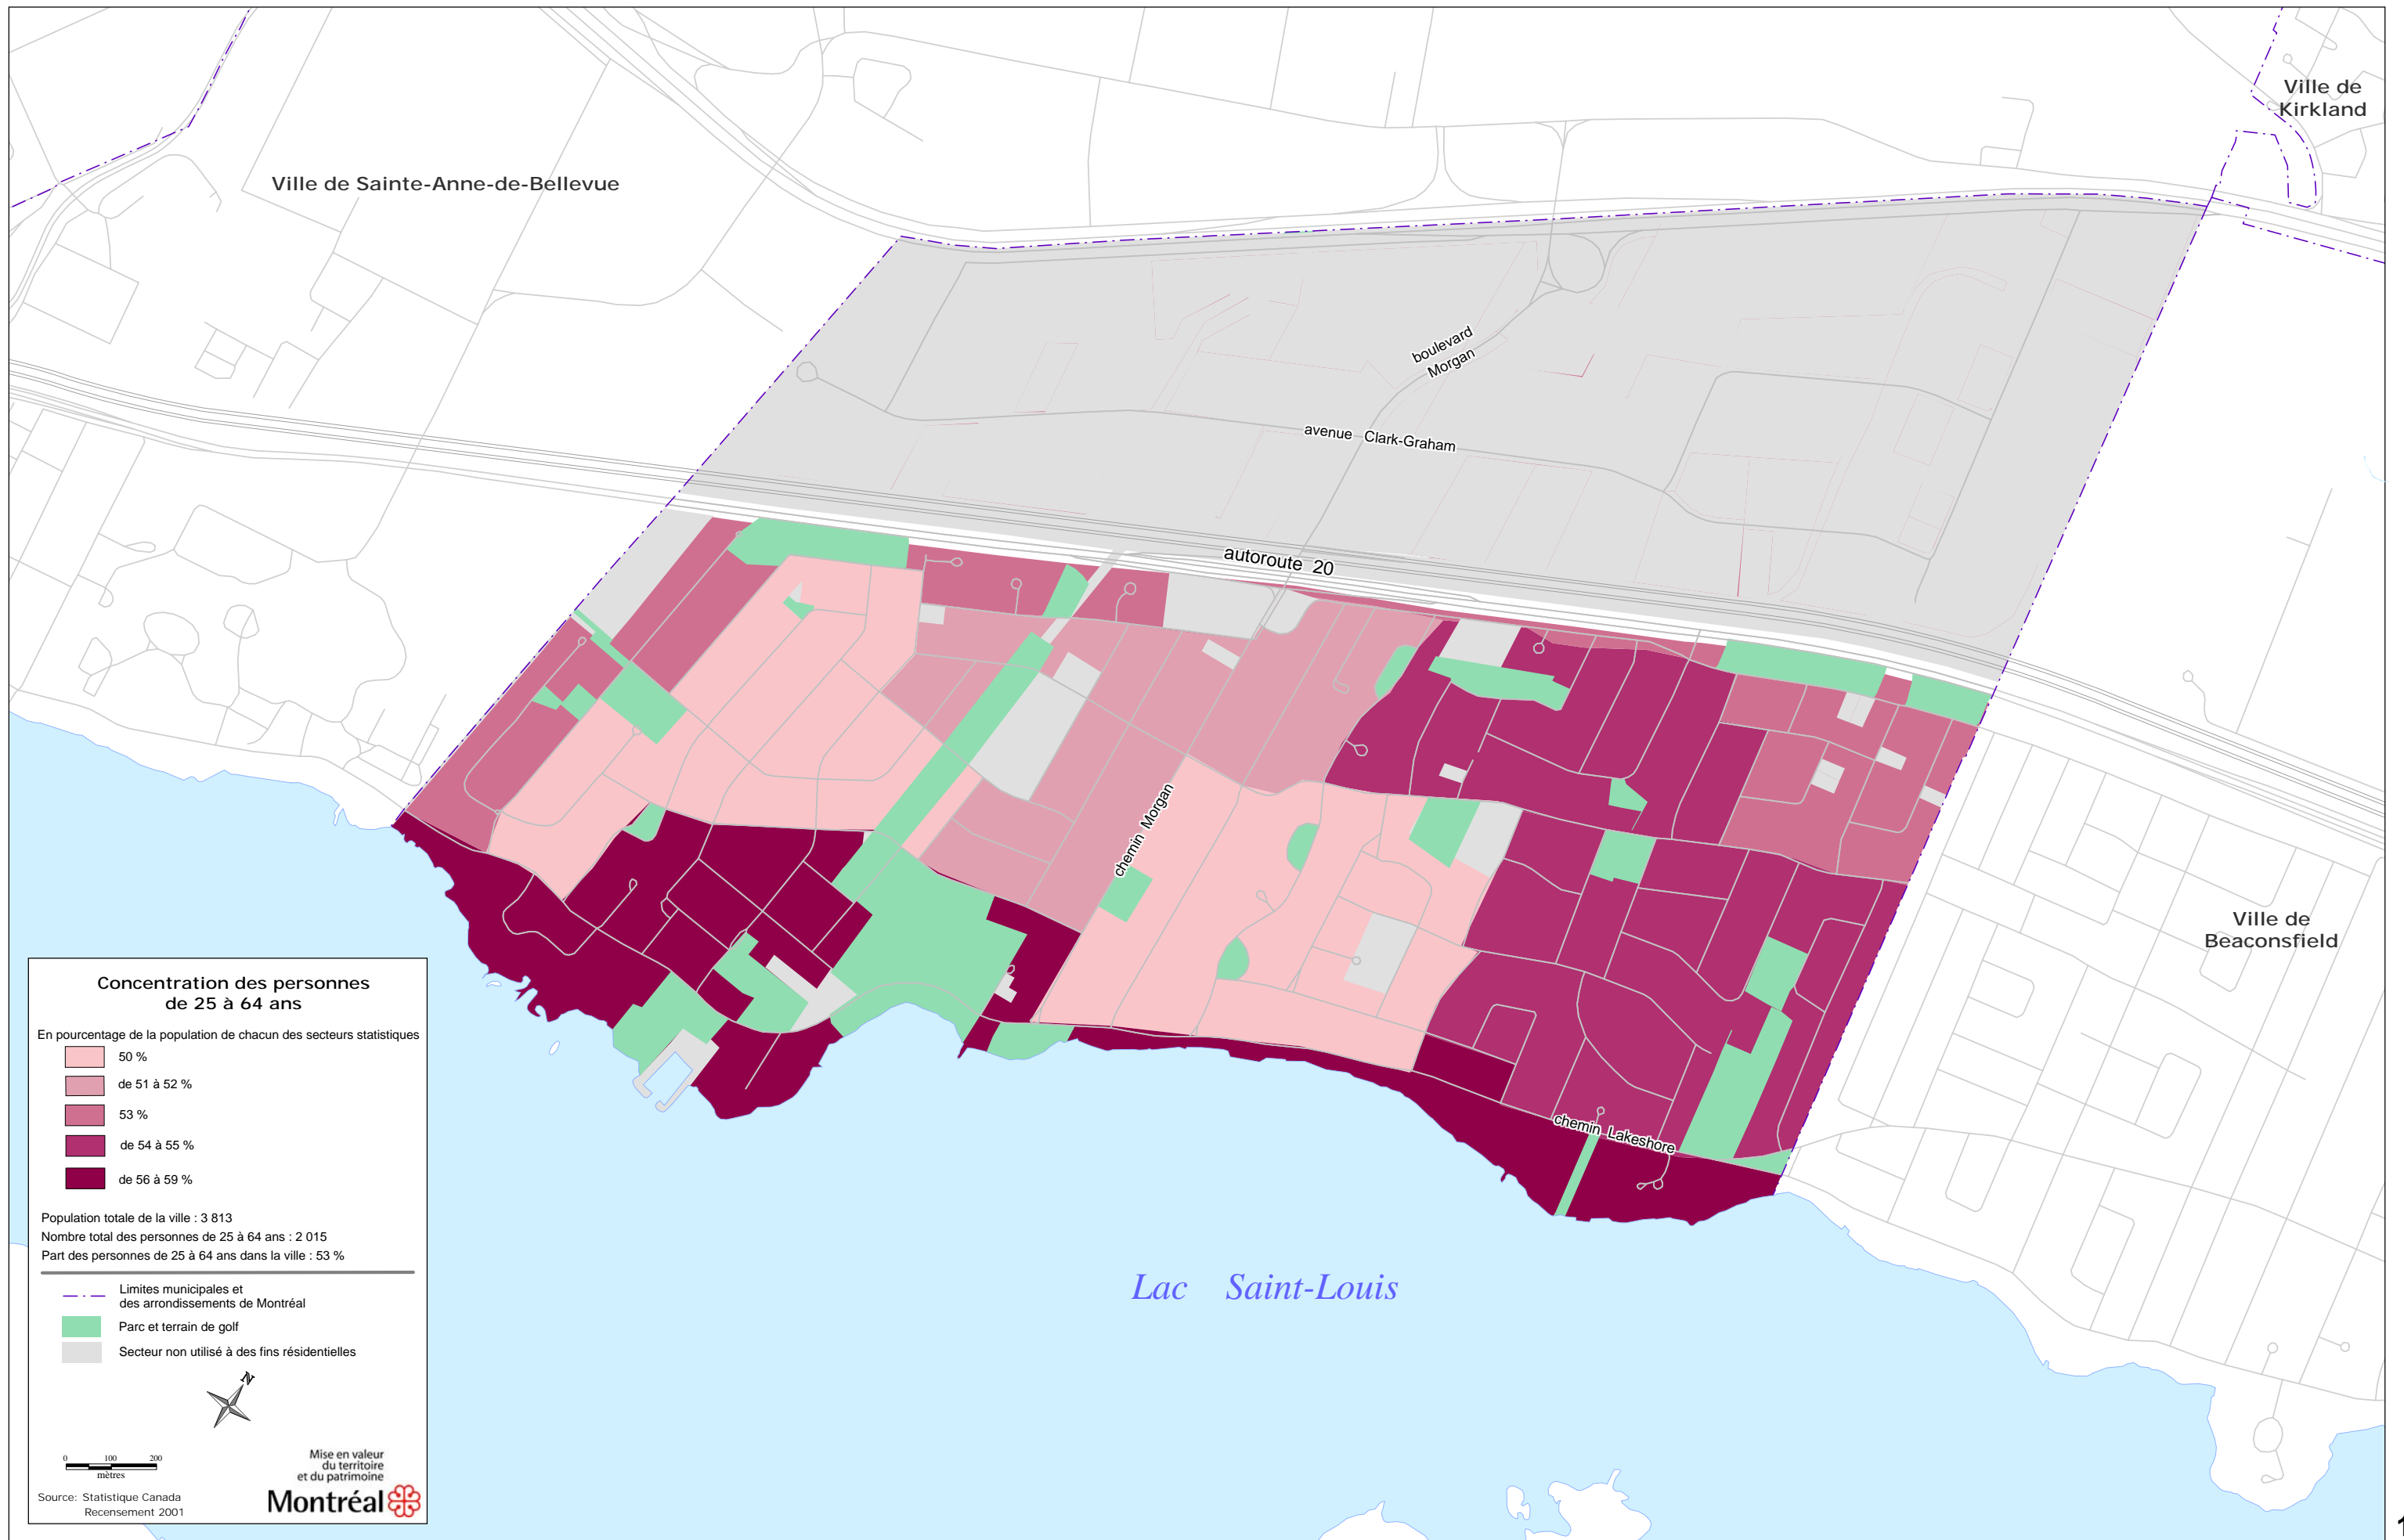 Ville de
Kirkland
Ville de Sainte-Anne-de-Bellevue
boulevard
Morgan
avenue Clark-Graham
autoroute 20
chemin Morgan
Ville de
Beaconsfield
chemin Lakeshore
Lac Saint-Louis
Concentration des personnes
de 25 à 64 ans
En pourcentage de la population de chacun des secteurs statistiques
50 %
de 51 à 52 %
53 %
de 54 à 55 %
de 56 à 59 %
Population totale de la ville : 3 813
Nombre total des personnes de 25 à 64 ans : 2 015
Part des personnes de 25 à 64 ans dans la ville : 53 %
Limites municipales et
des arrondissements de Montréal
Parc et terrain de golf
Secteur non utilisé à des fins résidentielles
N
0 100 200
mètres
Mise en valeur
du territoire
et du patrimoine
Montréal
Source: Statistique Canada
Recensement 2001